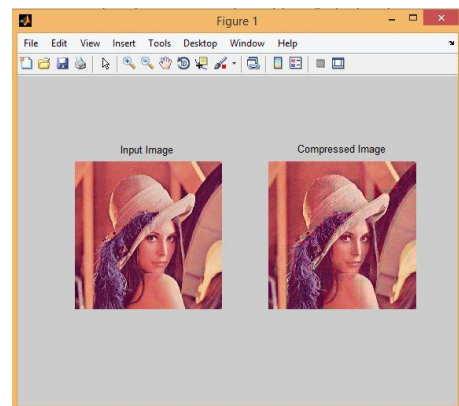 Figure 1
File Edit View Insert Tools Desktop Window Help
Input Image Compressed Image